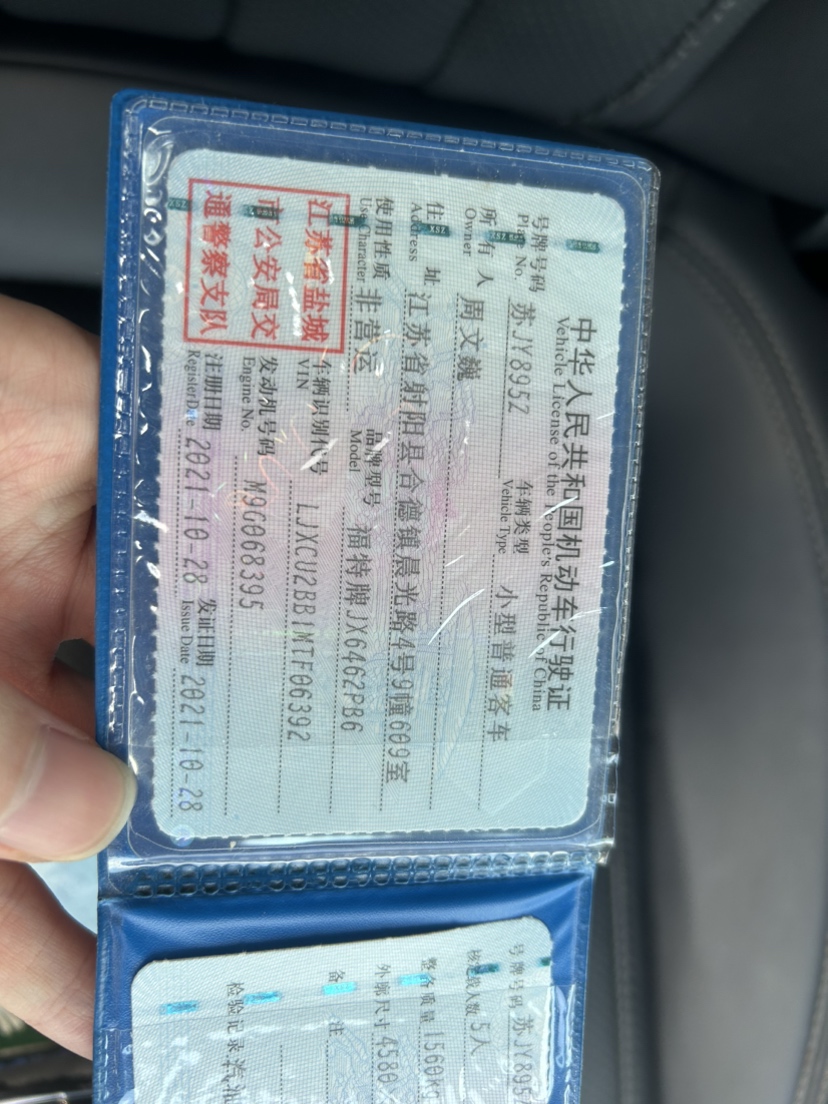 中华人民共和国机动车行驶证
Vehicle License of the People's Republic of China
号牌号码 苏JY895Z 车辆类型 小型普通客车
Plate No. Vehicle Type
所有人 周文巍
Owner
住址 江苏省射阳县合德镇晨光路4号9幢609室
Address
使用性质 非营运 品牌型号 福特牌JX6462PB6
Use Character Model
江苏省盐城
市公安局交
通警察支队
车辆识别代号 LJXCU2BB1MTF06392
VIN
发动机号码 M9G068395
Engine No.
注册日期 2021-10-28 发证日期 2021-10-28
Register Date Issue Date
号牌号码 苏JY895Z
核定载人数 5人
整备质量 1560kg
外廓尺寸 4580
备注
检验记录